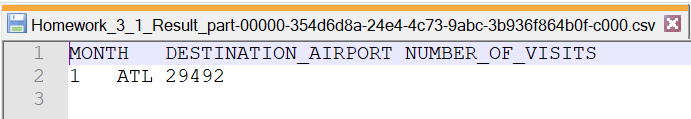 Homework_3_1_Result_part-00000-354d6d8a-24e4-4c73-9abc-3b936f864b0f-c000.csv
1 MONTH DESTINATION_AIRPORT NUMBER_OF_VISITS
2 1 ATL 29492
3